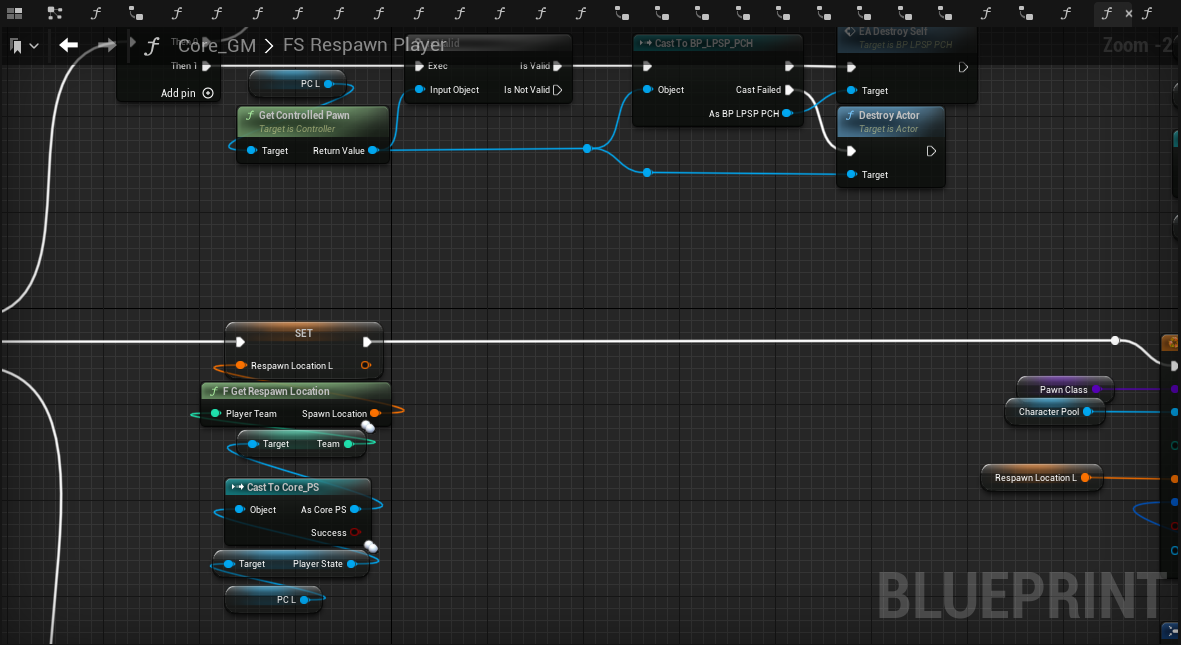 Core_GM > FS Respawn Player
Zoom -2
Then 0
Then 1
Add pin
PC L
Get Controlled Pawn
Target is Controller
Target
Return Value
Exec
Is Valid
Input Object
Is Not Valid
Cast To BP_LPSP_PCH
Object
Cast Failed
As BP LPSP PCH
EA Destroy Self
Target is BP LPSP PCH
Target
Destroy Actor
Target is Actor
Target
SET
Respawn Location L
F Get Respawn Location
Player Team
Spawn Location
Target
Team
Cast To Core_PS
Object
As Core PS
Success
Target
Player State
PC L
Pawn Class
Character Pool
Respawn Location L
BLUEPRINT